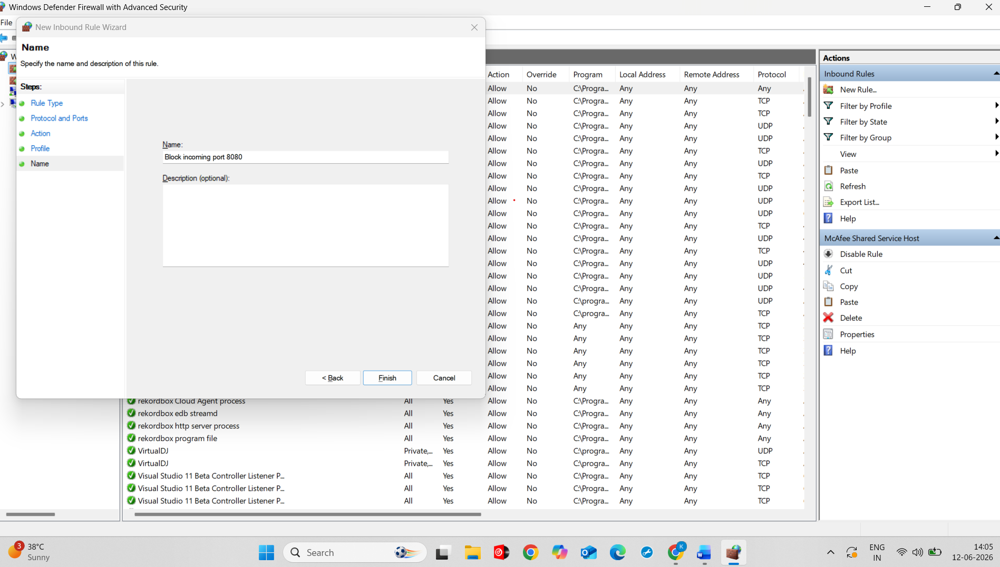 Windows Defender Firewall with Advanced Security
File
New Inbound Rule Wizard
Name
Specify the name and description of this rule.
Steps:
Rule Type
Protocol and Ports
Action
Profile
Name
Name:
Block incoming port 8080
Description (optional):
< Back Finish Cancel
Action Override Program Local Address Remote Address Protocol
Allow No C:\Progra... Any Any Any
Allow No C:\Progra... Any Any TCP
Allow No C:\Progra... Any Any TCP
Allow No C:\Progra... Any Any UDP
Allow No C:\Progra... Any Any UDP
Allow No C:\Progra... Any Any TCP
Allow No C:\Progra... Any Any UDP
Allow No C:\Progra... Any Any TCP
Allow No C:\Progra... Any Any UDP
Allow No C:\Progra... Any Any UDP
Allow No C:\Progra... Any Any UDP
Allow No C:\Progra... Any Any TCP
Allow No C:\Progra... Any Any UDP
Allow No C:\Progra... Any Any TCP
Allow No C:\Progra... Any Any UDP
Allow No C:\Progra... Any Any UDP
Allow No C:\Progra... Any Any UDP
Allow No C:\progra... Any Any UDP
Allow No C:\progra... Any Any TCP
Allow No Any Any Any TCP
Allow No Any Any Any TCP
Allow No Any Any Any TCP
Allow No Any Any Any TCP
Allow No Any Any Any TCP
Allow No Any Any Any TCP
rekordbox Cloud Agent process All Yes Allow No C:\Progra... Any Any Any
rekordbox edb streamd All Yes Allow No C:\Progra... Any Any Any
rekordbox http server process All Yes Allow No C:\Progra... Any Any Any
rekordbox program file All Yes Allow No C:\Progra... Any Any Any
VirtualDJ Private,... Yes Allow No C:\progra... Any Any UDP
VirtualDJ Private,... Yes Allow No C:\progra... Any Any TCP
Visual Studio 11 Beta Controller Listener P... All Yes Allow No C:\Progra... Any Any TCP
Visual Studio 11 Beta Controller Listener P... All Yes Allow No C:\Progra... Any Any TCP
Visual Studio 11 Beta Controller Listener P... All Yes Allow No C:\Progra... Any Any TCP
Actions
Inbound Rules
New Rule...
Filter by Profile
Filter by State
Filter by Group
View
Paste
Refresh
Export List...
Help
McAfee Shared Service Host
Disable Rule
Cut
Copy
Paste
Delete
Properties
Help
3
38°C
Sunny
Search
K
ENG
IN
14:05
12-06-2026